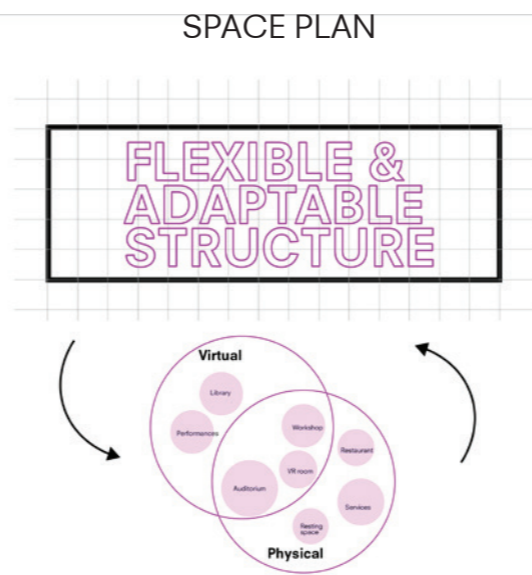 SPACE PLAN
FLEXIBLE &
ADAPTABLE
STRUCTURE
Virtual
Library
Performances
Workshop
Restaurant
VR room
Auditorium
Services
Resting
space
Physical